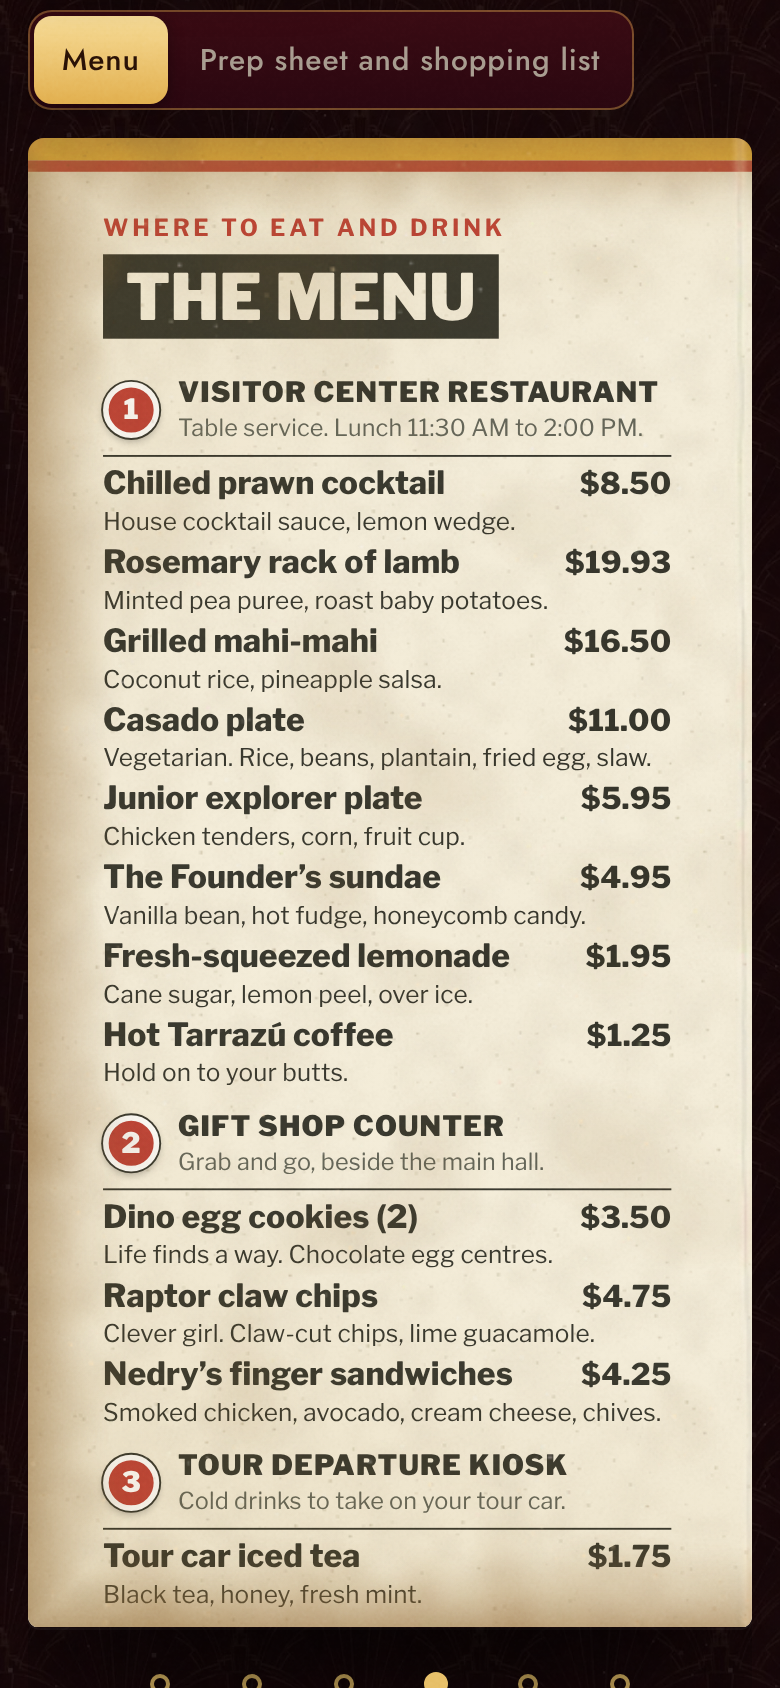 Menu
Prep sheet and shopping list
WHERE TO EAT AND DRINK
THE MENU
1 VISITOR CENTER RESTAURANT
Table service. Lunch 11:30 AM to 2:00 PM.
Chilled prawn cocktail $8.50
House cocktail sauce, lemon wedge.
Rosemary rack of lamb $19.93
Minted pea puree, roast baby potatoes.
Grilled mahi-mahi $16.50
Coconut rice, pineapple salsa.
Casado plate $11.00
Vegetarian. Rice, beans, plantain, fried egg, slaw.
Junior explorer plate $5.95
Chicken tenders, corn, fruit cup.
The Founder’s sundae $4.95
Vanilla bean, hot fudge, honeycomb candy.
Fresh-squeezed lemonade $1.95
Cane sugar, lemon peel, over ice.
Hot Tarrazú coffee $1.25
Hold on to your butts.
2 GIFT SHOP COUNTER
Grab and go, beside the main hall.
Dino egg cookies (2) $3.50
Life finds a way. Chocolate egg centres.
Raptor claw chips $4.75
Clever girl. Claw-cut chips, lime guacamole.
Nedry’s finger sandwiches $4.25
Smoked chicken, avocado, cream cheese, chives.
3 TOUR DEPARTURE KIOSK
Cold drinks to take on your tour car.
Tour car iced tea $1.75
Black tea, honey, fresh mint.